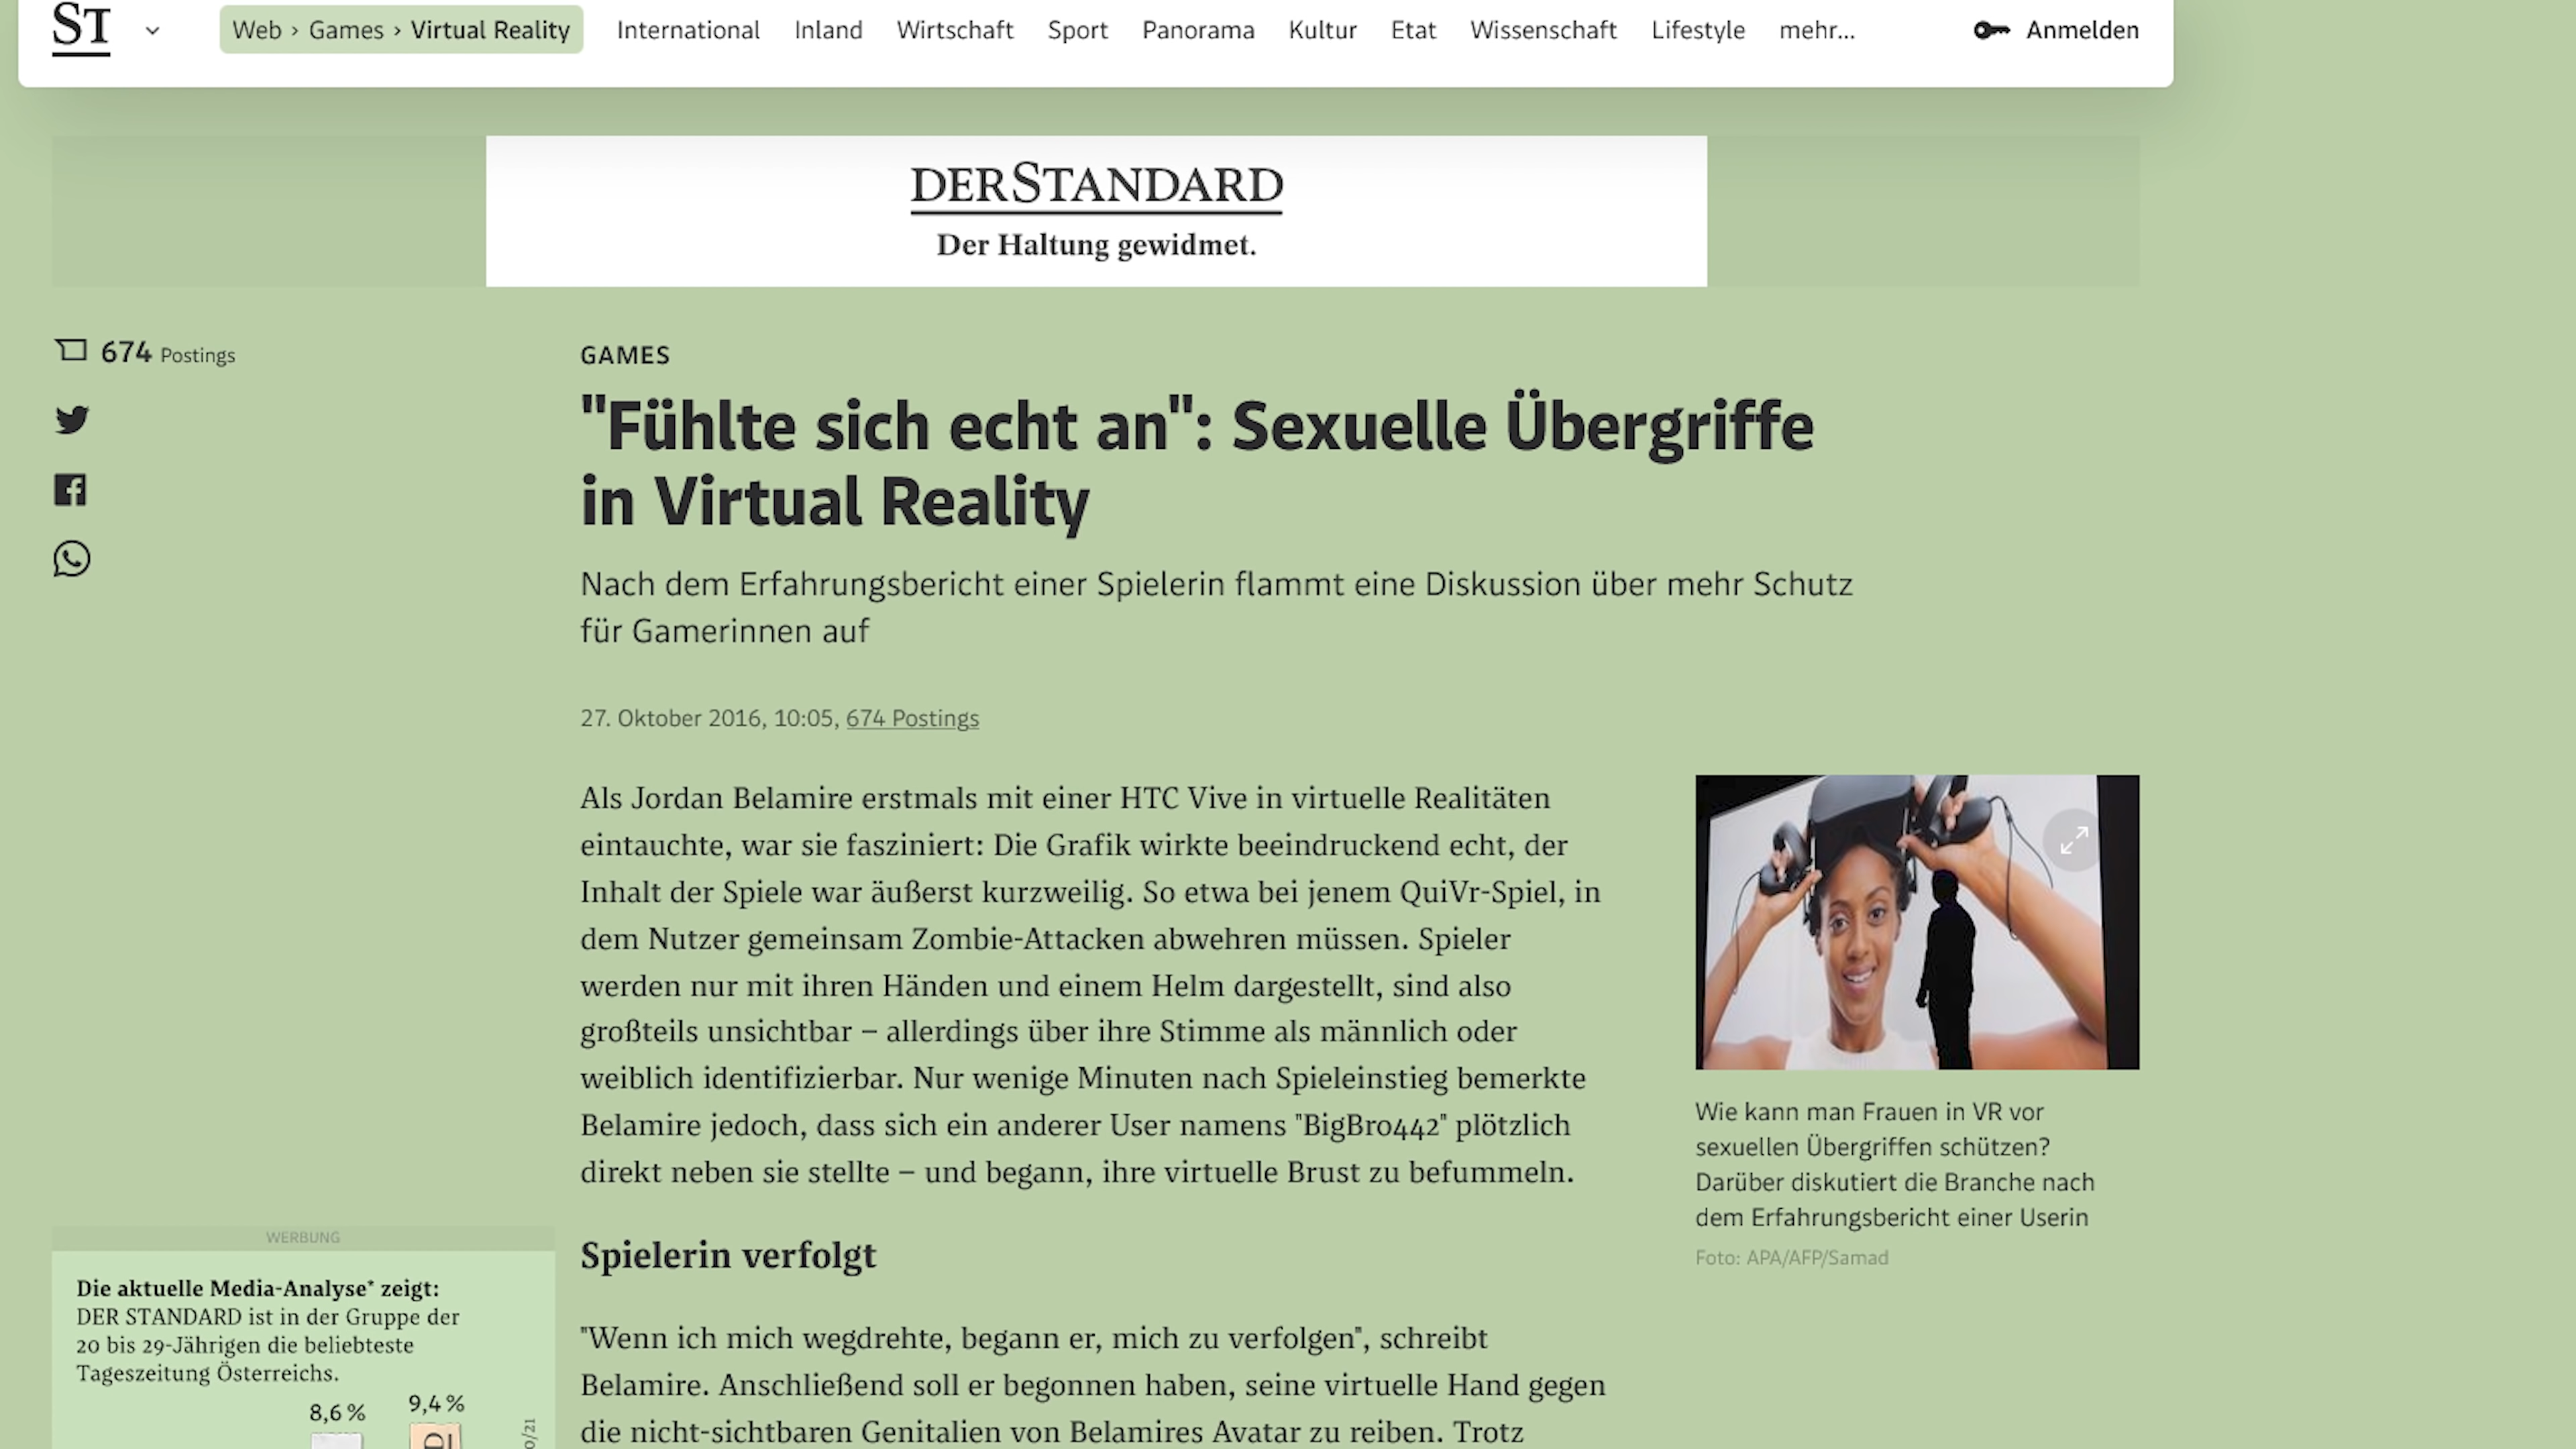 ST
Web › Games › Virtual Reality
International
Inland
Wirtschaft
Sport
Panorama
Kultur
Etat
Wissenschaft
Lifestyle
mehr...
Anmelden
DERSTANDARD
Der Haltung gewidmet.
674 Postings
GAMES
"Fühlte sich echt an": Sexuelle Übergriffe
in Virtual Reality
Nach dem Erfahrungsbericht einer Spielerin flammt eine Diskussion über mehr Schutz
für Gamerinnen auf
27. Oktober 2016, 10:05, 674 Postings
Als Jordan Belamire erstmals mit einer HTC Vive in virtuelle Realitäten
eintauchte, war sie fasziniert: Die Grafik wirkte beeindruckend echt, der
Inhalt der Spiele war äußerst kurzweilig. So etwa bei jenem QuiVr-Spiel, in
dem Nutzer gemeinsam Zombie-Attacken abwehren müssen. Spieler
werden nur mit ihren Händen und einem Helm dargestellt, sind also
großteils unsichtbar – allerdings über ihre Stimme als männlich oder
weiblich identifizierbar. Nur wenige Minuten nach Spieleinstieg bemerkte
Belamire jedoch, dass sich ein anderer User namens "BigBro442" plötzlich
direkt neben sie stellte – und begann, ihre virtuelle Brust zu befummeln.
Wie kann man Frauen in VR vor
sexuellen Übergriffen schützen?
Darüber diskutiert die Branche nach
dem Erfahrungsbericht einer Userin
Foto: APA/AFP/Samad
Spielerin verfolgt
"Wenn ich mich wegdrehte, begann er, mich zu verfolgen", schreibt
Belamire. Anschließend soll er begonnen haben, seine virtuelle Hand gegen
die nicht-sichtbaren Genitalien von Belamires Avatar zu reiben. Trotz
WERBUNG
Die aktuelle Media-Analyse* zeigt:
DER STANDARD ist in der Gruppe der
20 bis 29-Jährigen die beliebteste
Tageszeitung Österreichs.
8,6 %
9,4 %